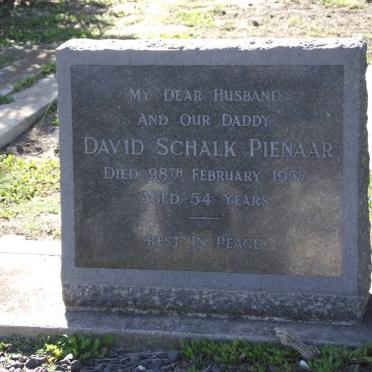 My Dear Husband
And Our Daddy
David Schalk Pienaar
Died 28th February 1957
Aged 54 Years
Rest In Peace